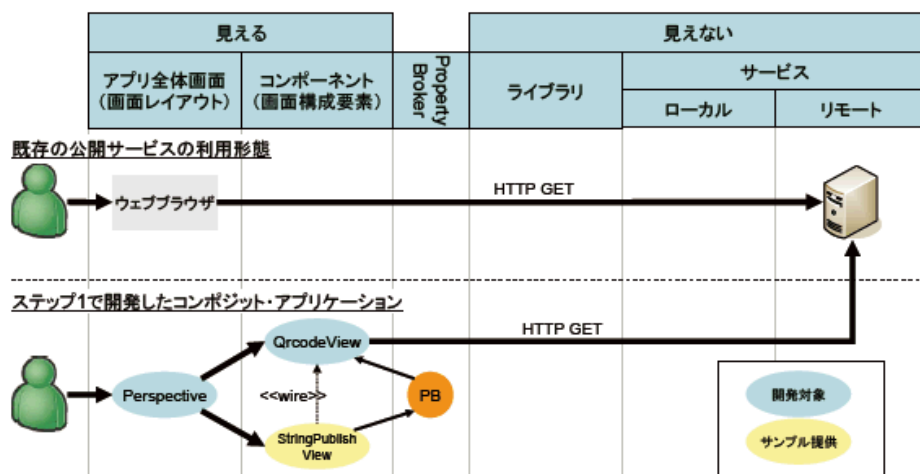 見える
見えない
アプリ全体画面
(画面レイアウト)
コンポーネント
(画面構成要素)
Property
Broker
ライブラリ
サービス
ローカル
リモート
既存の公開サービスの利用形態
ウェブブラウザ
HTTP GET
ステップ1で開発したコンポジット・アプリケーション
HTTP GET
QrcodeView
Perspective
<<wire>>
PB
StringPublish
View
開発対象
サンプル提供